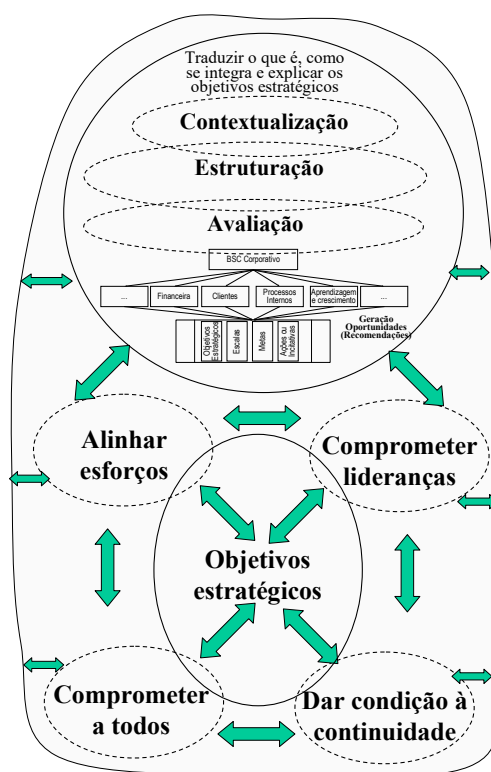 Traduzir o que é, como
se integra e explicar os
objetivos estratégicos
Contextualização
Estruturação
Avaliação
BSC Corporativo
...
Financeira
Clientes
Processos
Internos
Aprendizagem
e crescimento
...
Objetivos
Estratégicos
Escalas
Metas
Ações ou
Incitativas
Geração
Oportunidades
(Recomendações)
Alinhar
esforços
Comprometer
lideranças
Objetivos
estratégicos
Comprometer
a todos
Dar condição à
continuidade